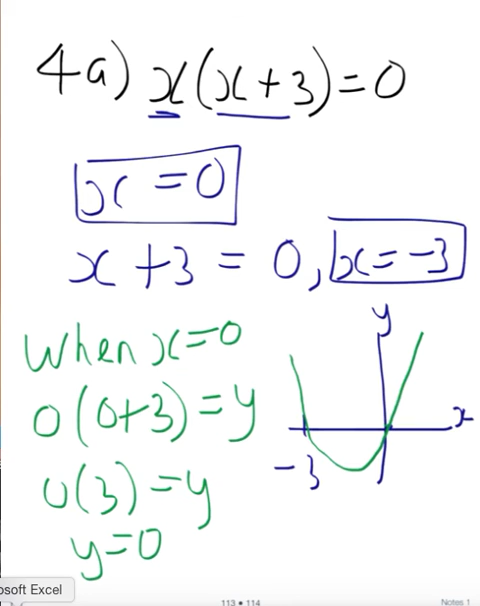 4a) x(x+3)=0
x=0
x+3=0, x=-3
When x=0
0(0+3)=y
0(3)=y
y=0
y
x
-3
osoft Excel
113 • 114
Notes 1